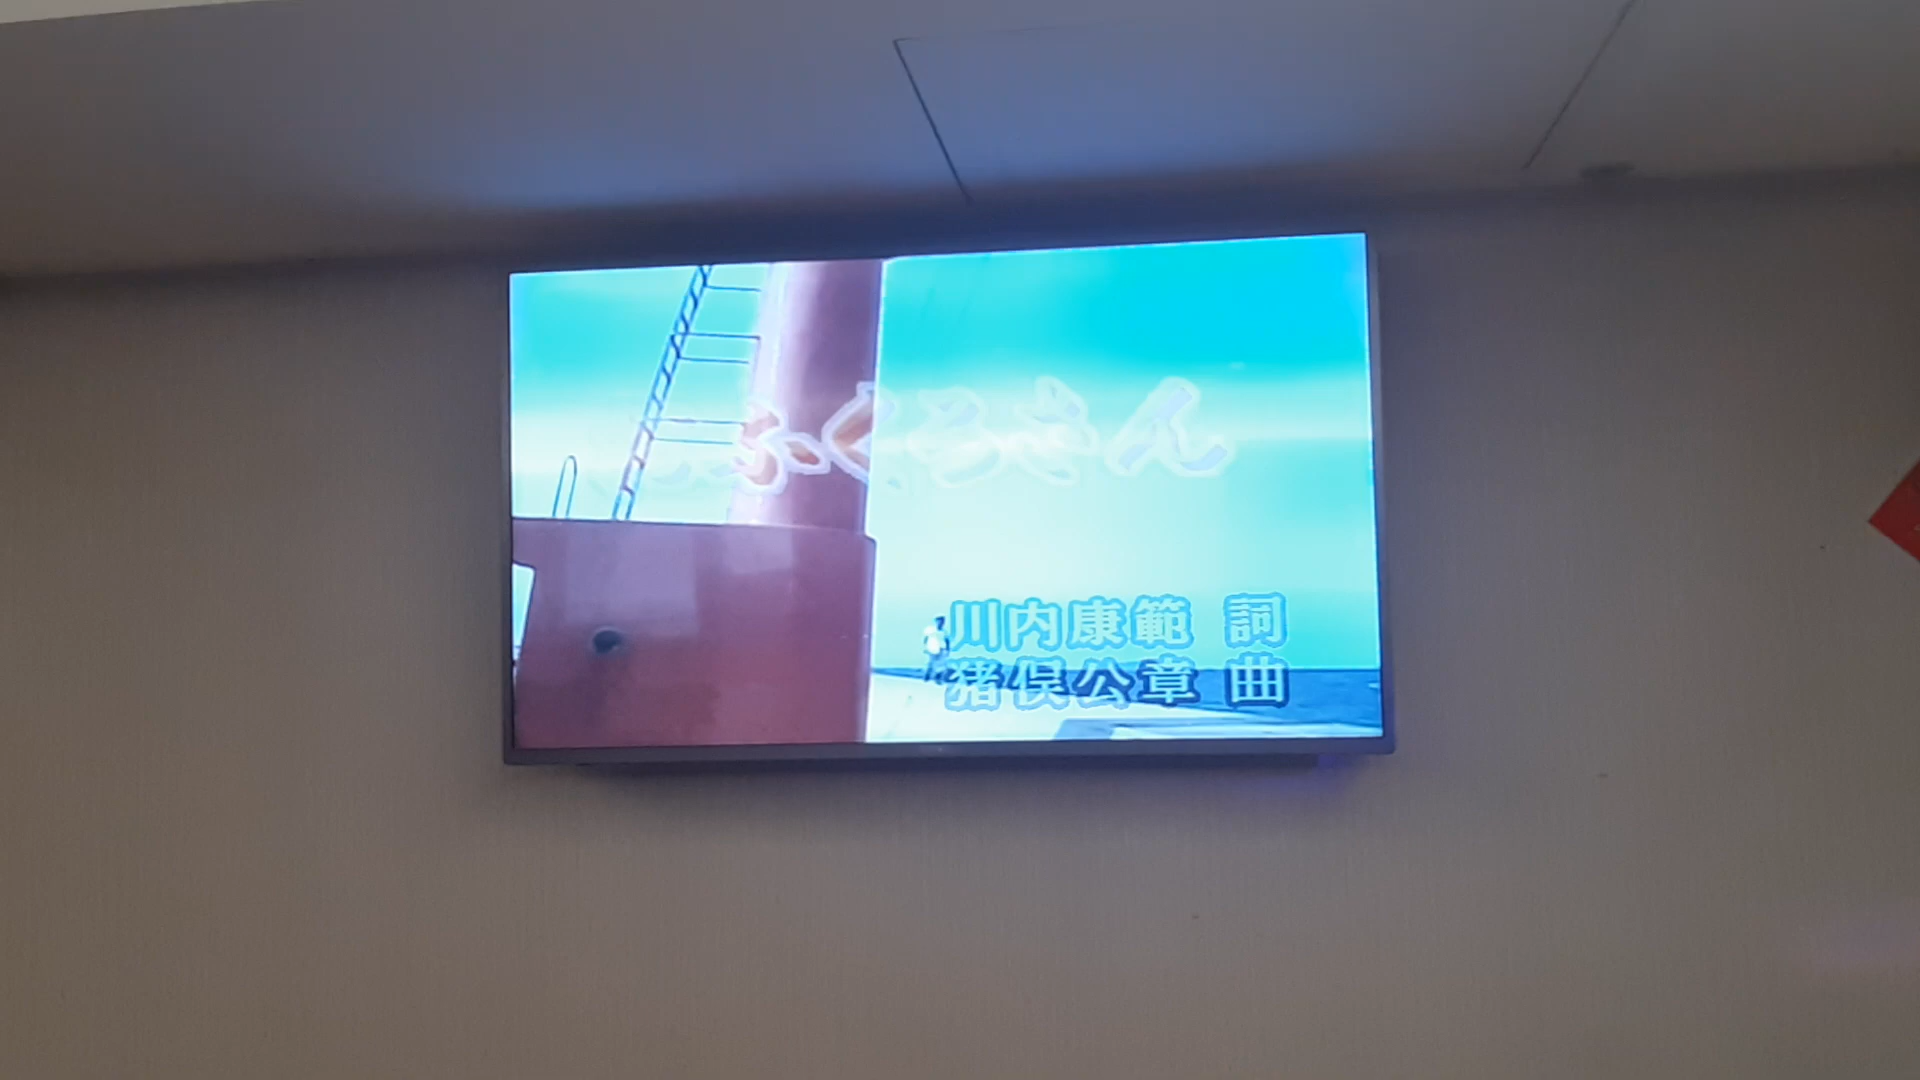 ふくろさん
川内康範 詞
猪俣公章 曲